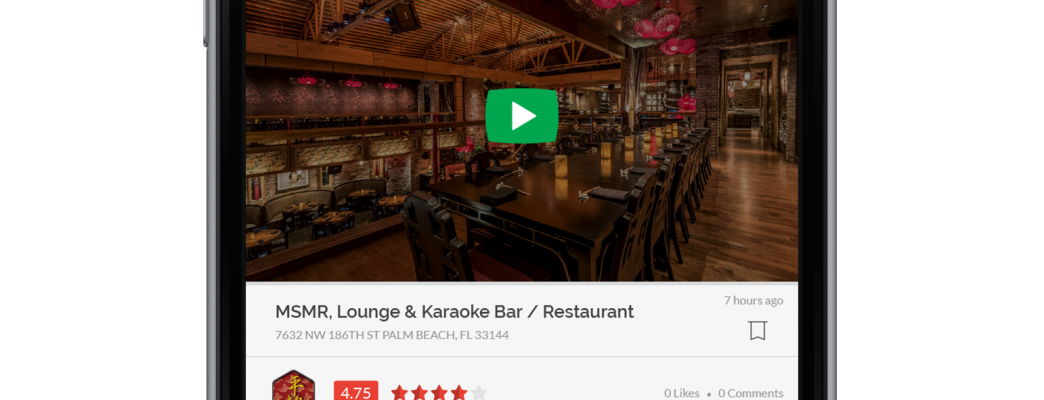 7 hours ago
MSMR, Lounge & Karaoke Bar / Restaurant
7632 NW 186TH ST PALM BEACH, FL 33144
4.75
0 Likes • 0 Comments